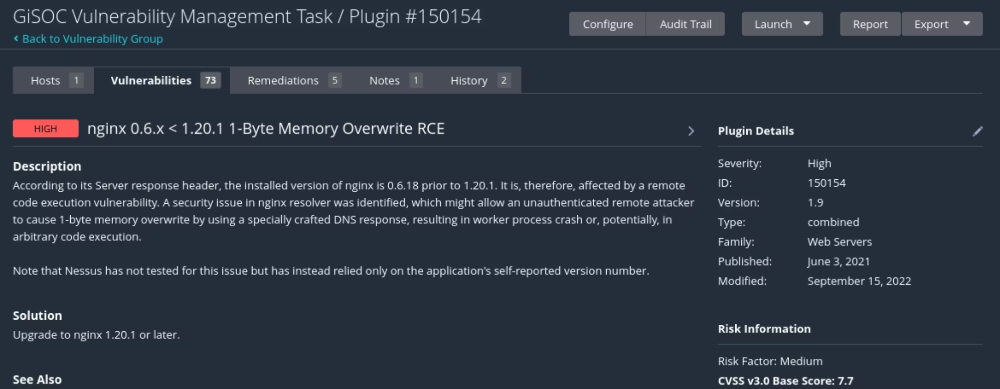 GiSOC Vulnerability Management Task / Plugin #150154
Back to Vulnerability Group
Configure
Audit Trail
Launch
Report
Export
Hosts 1
Vulnerabilities 73
Remediations 5
Notes 1
History 2
HIGH nginx 0.6.x < 1.20.1 1-Byte Memory Overwrite RCE
Description
According to its Server response header, the installed version of nginx is 0.6.18 prior to 1.20.1. It is, therefore, affected by a remote
code execution vulnerability. A security issue in nginx resolver was identified, which might allow an unauthenticated remote attacker
to cause 1-byte memory overwrite by using a specially crafted DNS response, resulting in worker process crash or, potentially, in
arbitrary code execution.
Note that Nessus has not tested for this issue but has instead relied only on the application's self-reported version number.
Solution
Upgrade to nginx 1.20.1 or later.
See Also
Plugin Details
Severity: High
ID: 150154
Version: 1.9
Type: combined
Family: Web Servers
Published: June 3, 2021
Modified: September 15, 2022
Risk Information
Risk Factor: Medium
CVSS v3.0 Base Score: 7.7